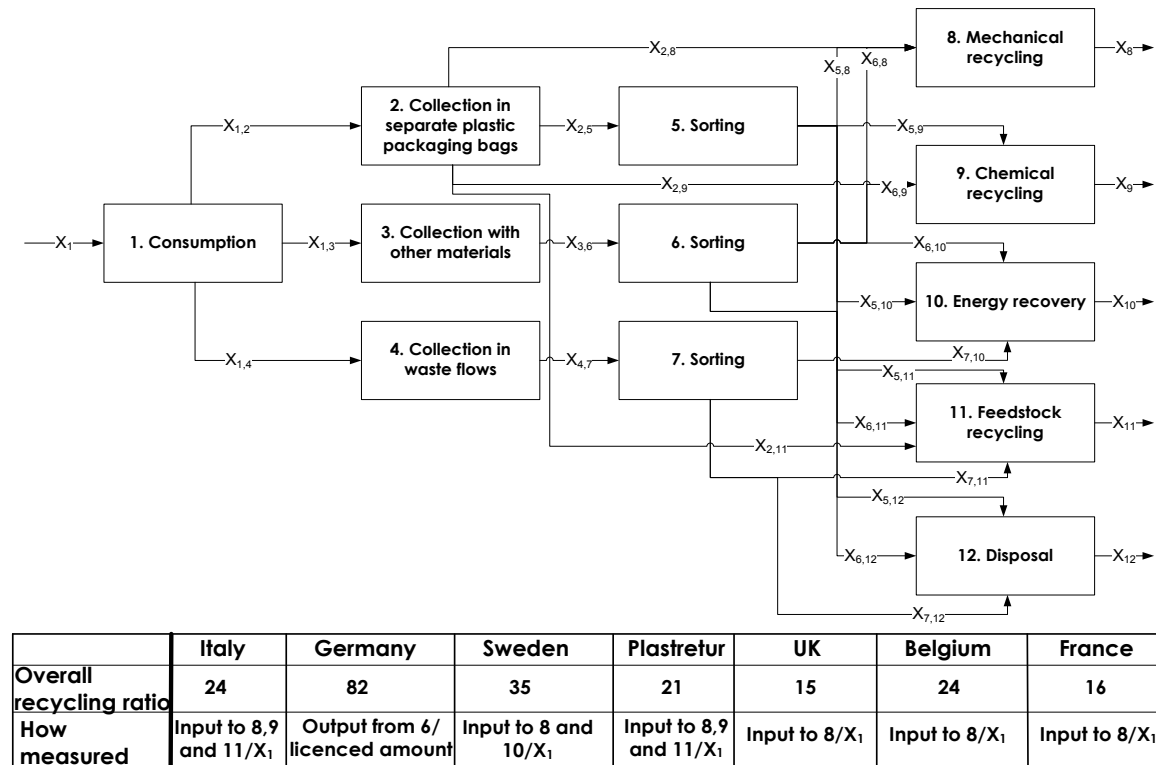 X2,8
X5,8
X6,8
8. Mechanical
recycling
X8
X1,2
2. Collection in
separate plastic
packaging bags
X2,5
5. Sorting
X5,9
X2,9
X6,9
9. Chemical
recycling
X9
X1
1. Consumption
X1,3
3. Collection with
other materials
X3,6
6. Sorting
X6,10
X5,10
10. Energy recovery
X10
X1,4
4. Collection in
waste flows
X4,7
7. Sorting
X7,10
X5,11
X6,11
X2,11
11. Feedstock
recycling
X11
X7,11
X5,12
X6,12
12. Disposal
X12
X7,12
Italy Germany Sweden Plastretur UK Belgium France
Overall
recycling ratio
24 82 35 21 15 24 16
How
measured
Input to 8,9
and 11/X1
Output from 6/
licenced amount
Input to 8 and
10/X1
Input to 8,9
and 11/X1
Input to 8/X1
Input to 8/X1
Input to 8/X1